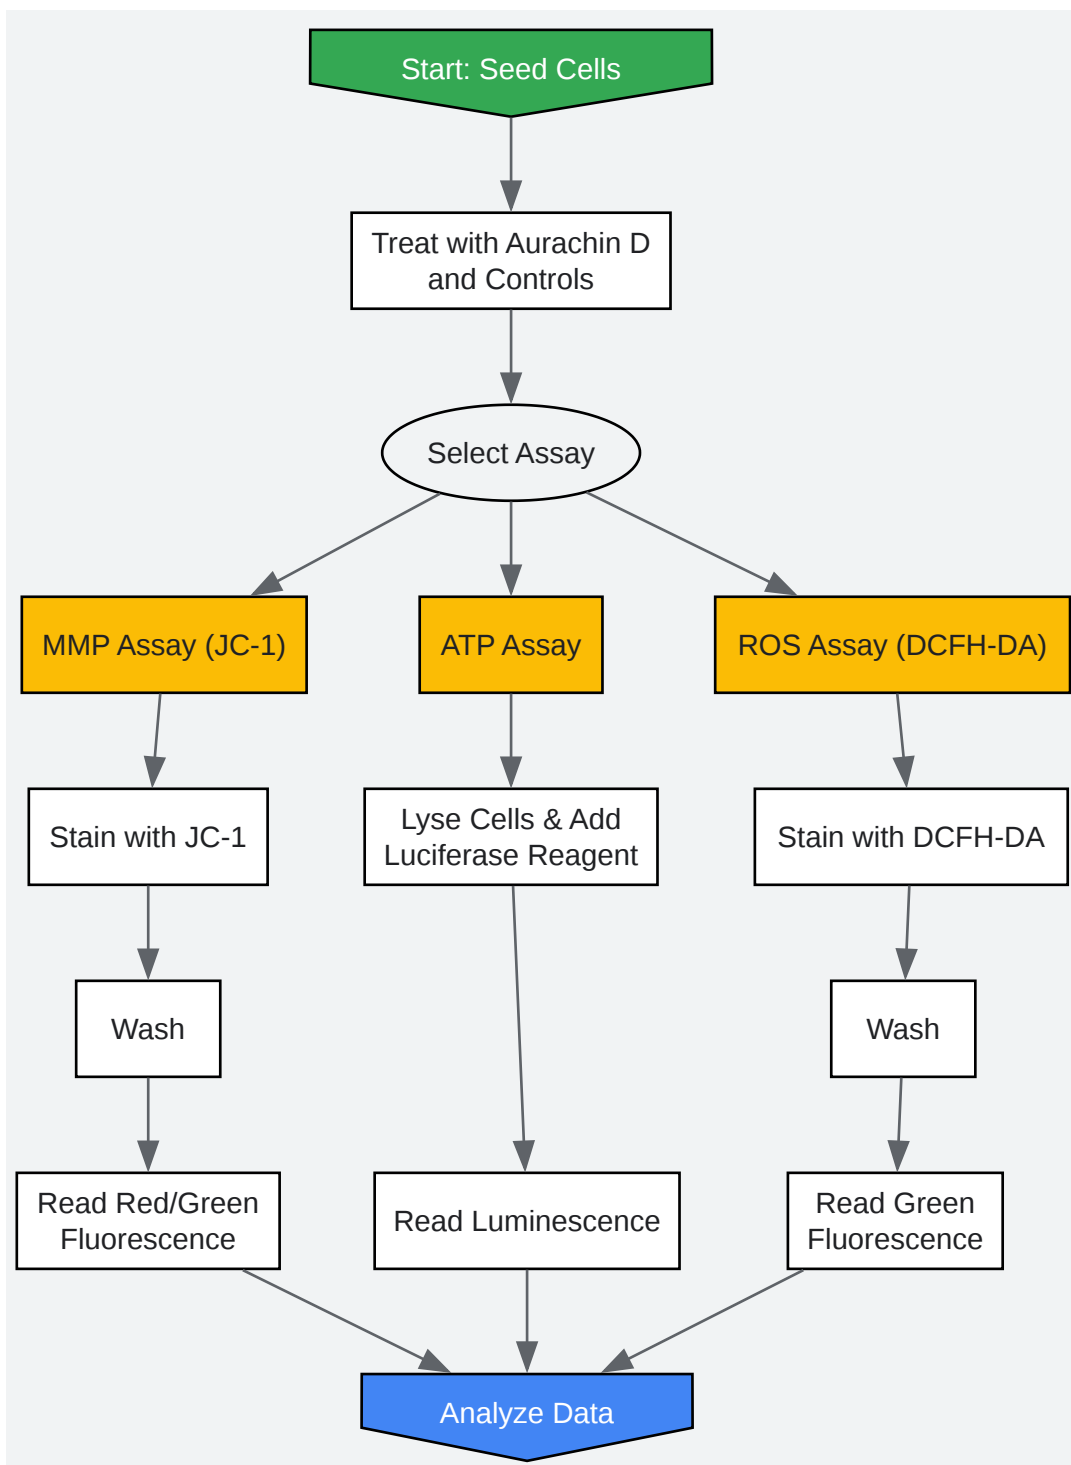 Start: Seed Cells
Treat with Aurachin D
and Controls
Select Assay
MMP Assay (JC-1)
ATP Assay
ROS Assay (DCFH-DA)
Stain with JC-1
Lyse Cells & Add
Luciferase Reagent
Stain with DCFH-DA
Wash
Wash
Read Red/Green
Fluorescence
Read Luminescence
Read Green
Fluorescence
Analyze Data